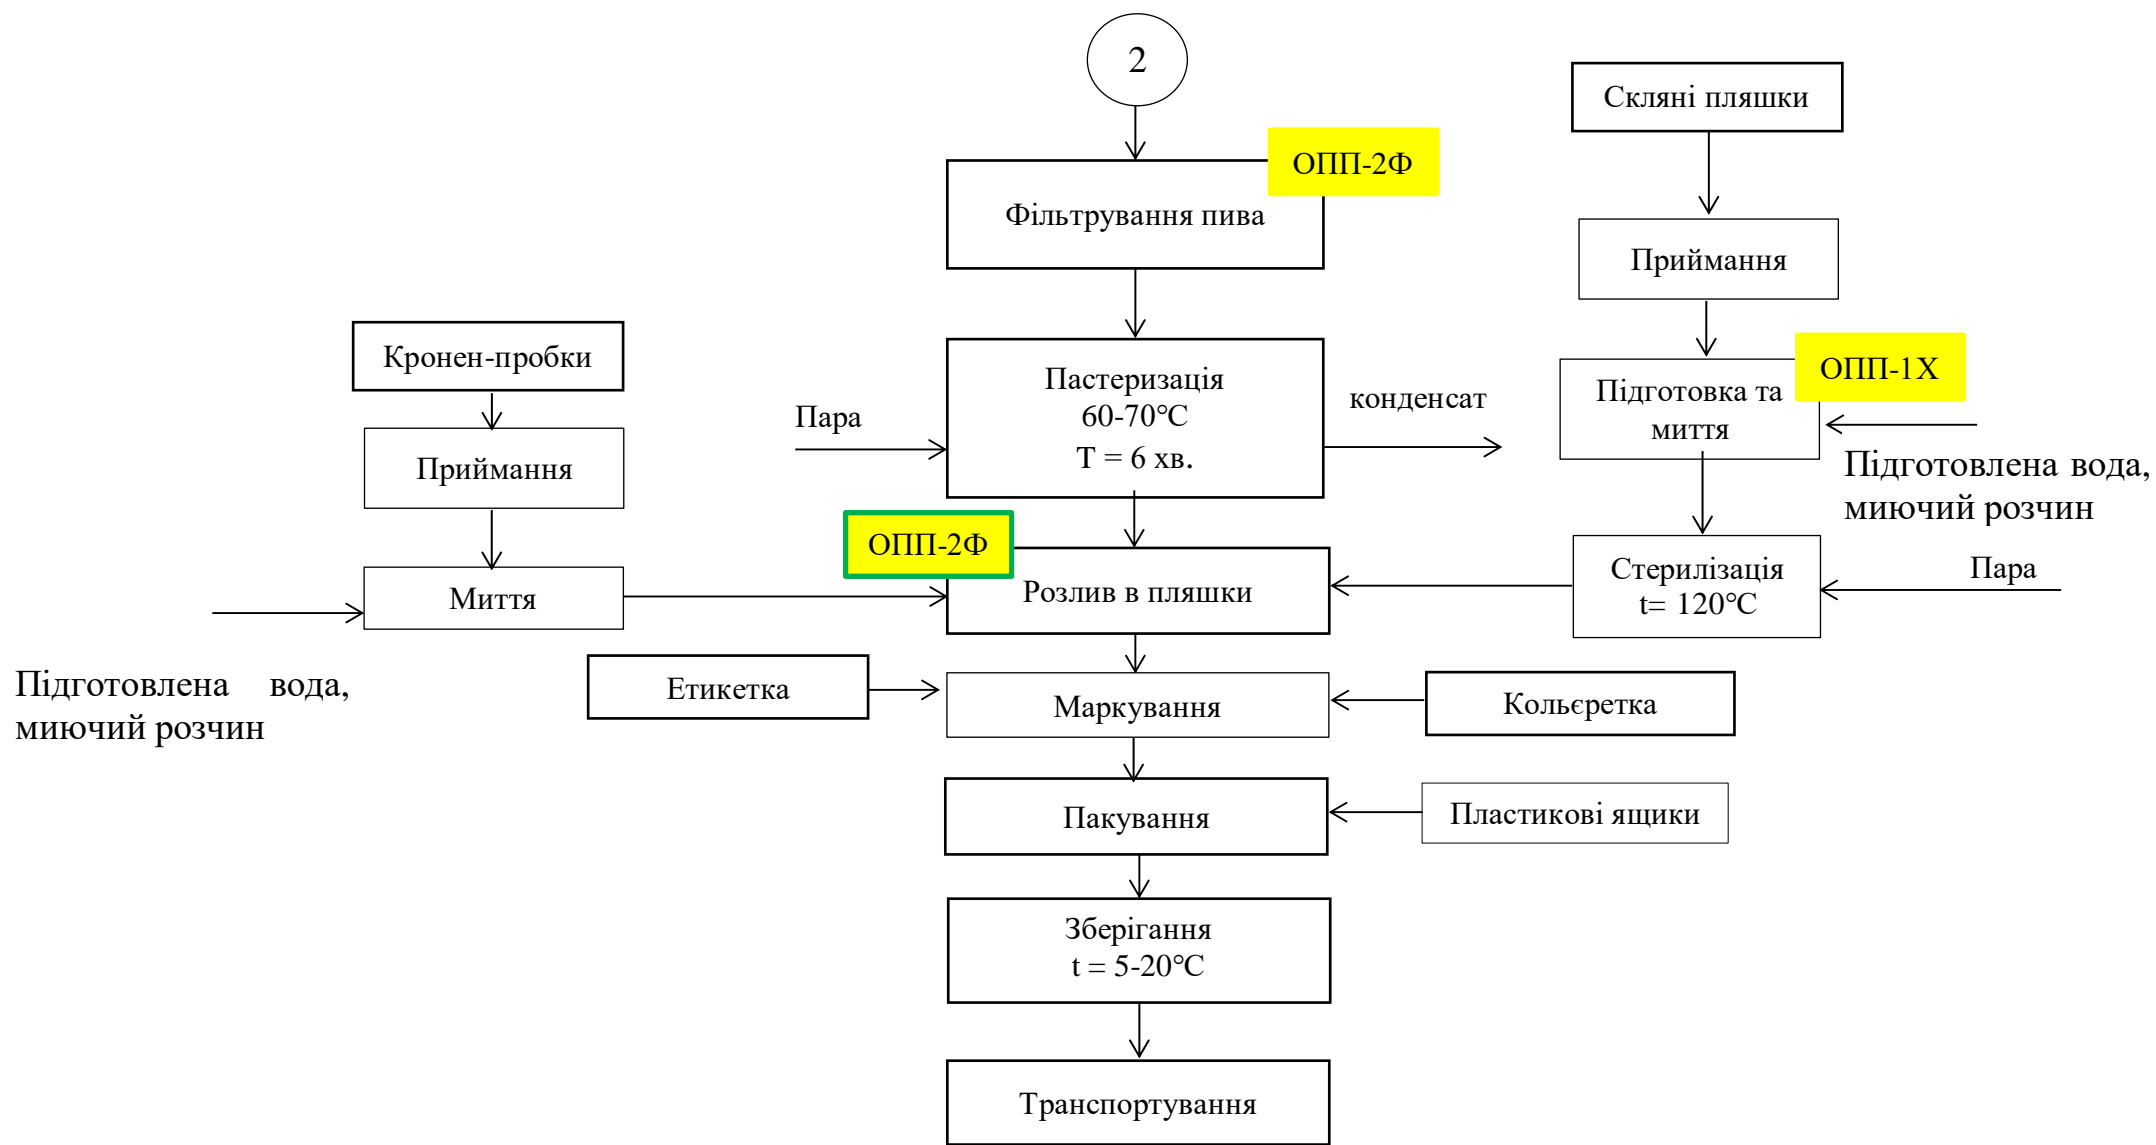 2
Скляні пляшки
ОПП-2Ф
Фільтрування пива
Приймання
Кронен-пробки
Пастеризація
60-70°С
Т = 6 хв.
Пара
конденсат
ОПП-1Х
Підготовка та
миття
Підготовлена вода,
миючий розчин
Приймання
ОПП-2Ф
Миття
Розлив в пляшки
Стерилізація
t= 120°С
Пара
Підготовлена вода,
миючий розчин
Етикетка
Маркування
Кольєретка
Пакування
Пластикові ящики
Зберігання
t = 5-20°С
Транспортування